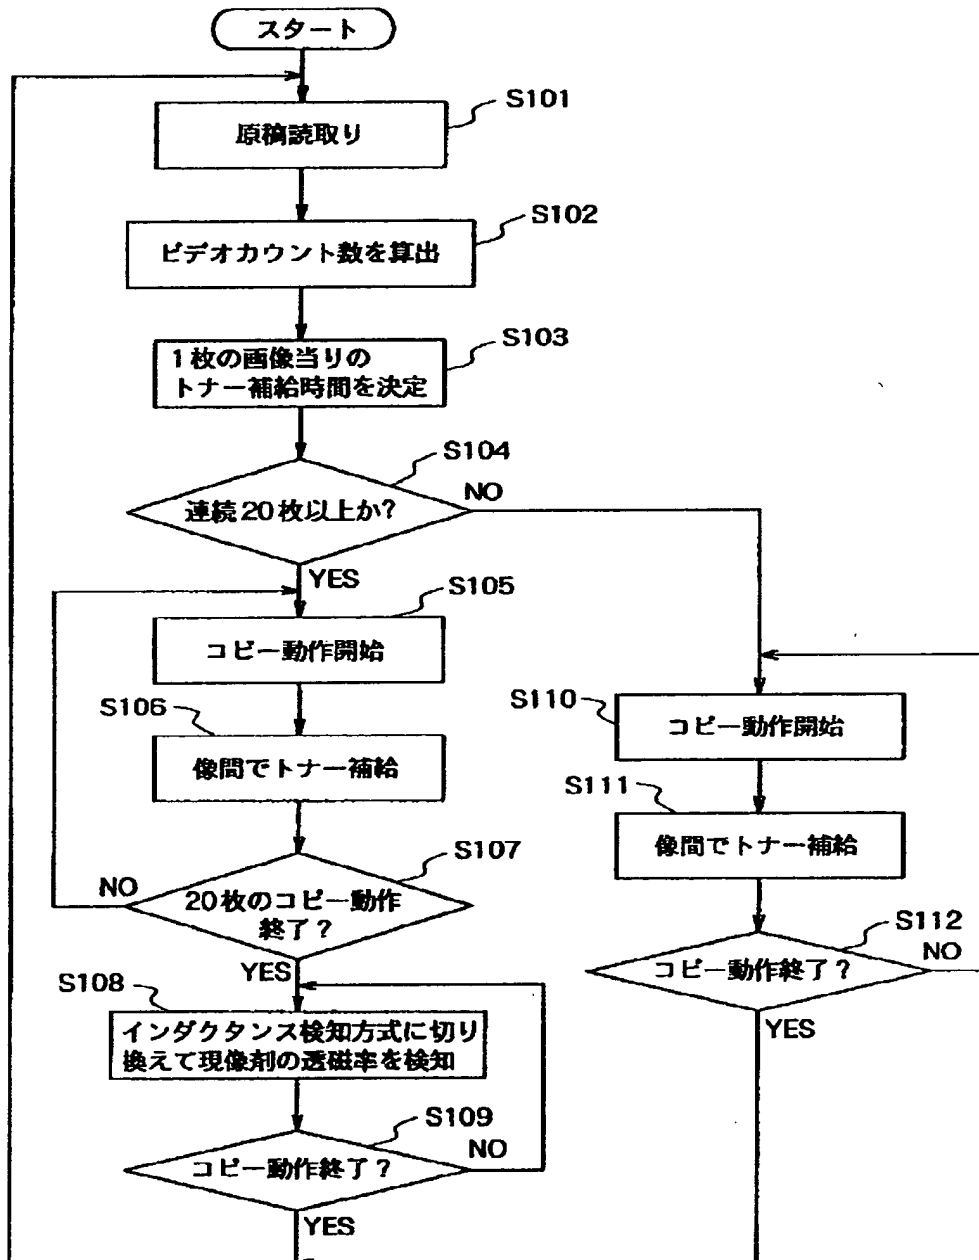 スタート
S101
原稿読取り
S102
ビデオカウント数を算出
S103
1枚の画像当りの
トナー補給時間を決定
S104
連続20枚以上か?
NO
YES
S105
コピー動作開始
S106
像間でトナー補給
S107
20枚のコピー動作
終了?
NO
YES
S108
インダクタンス検知方式に切り
換えて現像剤の透磁率を検知
S109
コピー動作終了?
NO
YES
S110
コピー動作開始
S111
像間でトナー補給
S112
コピー動作終了?
NO
YES